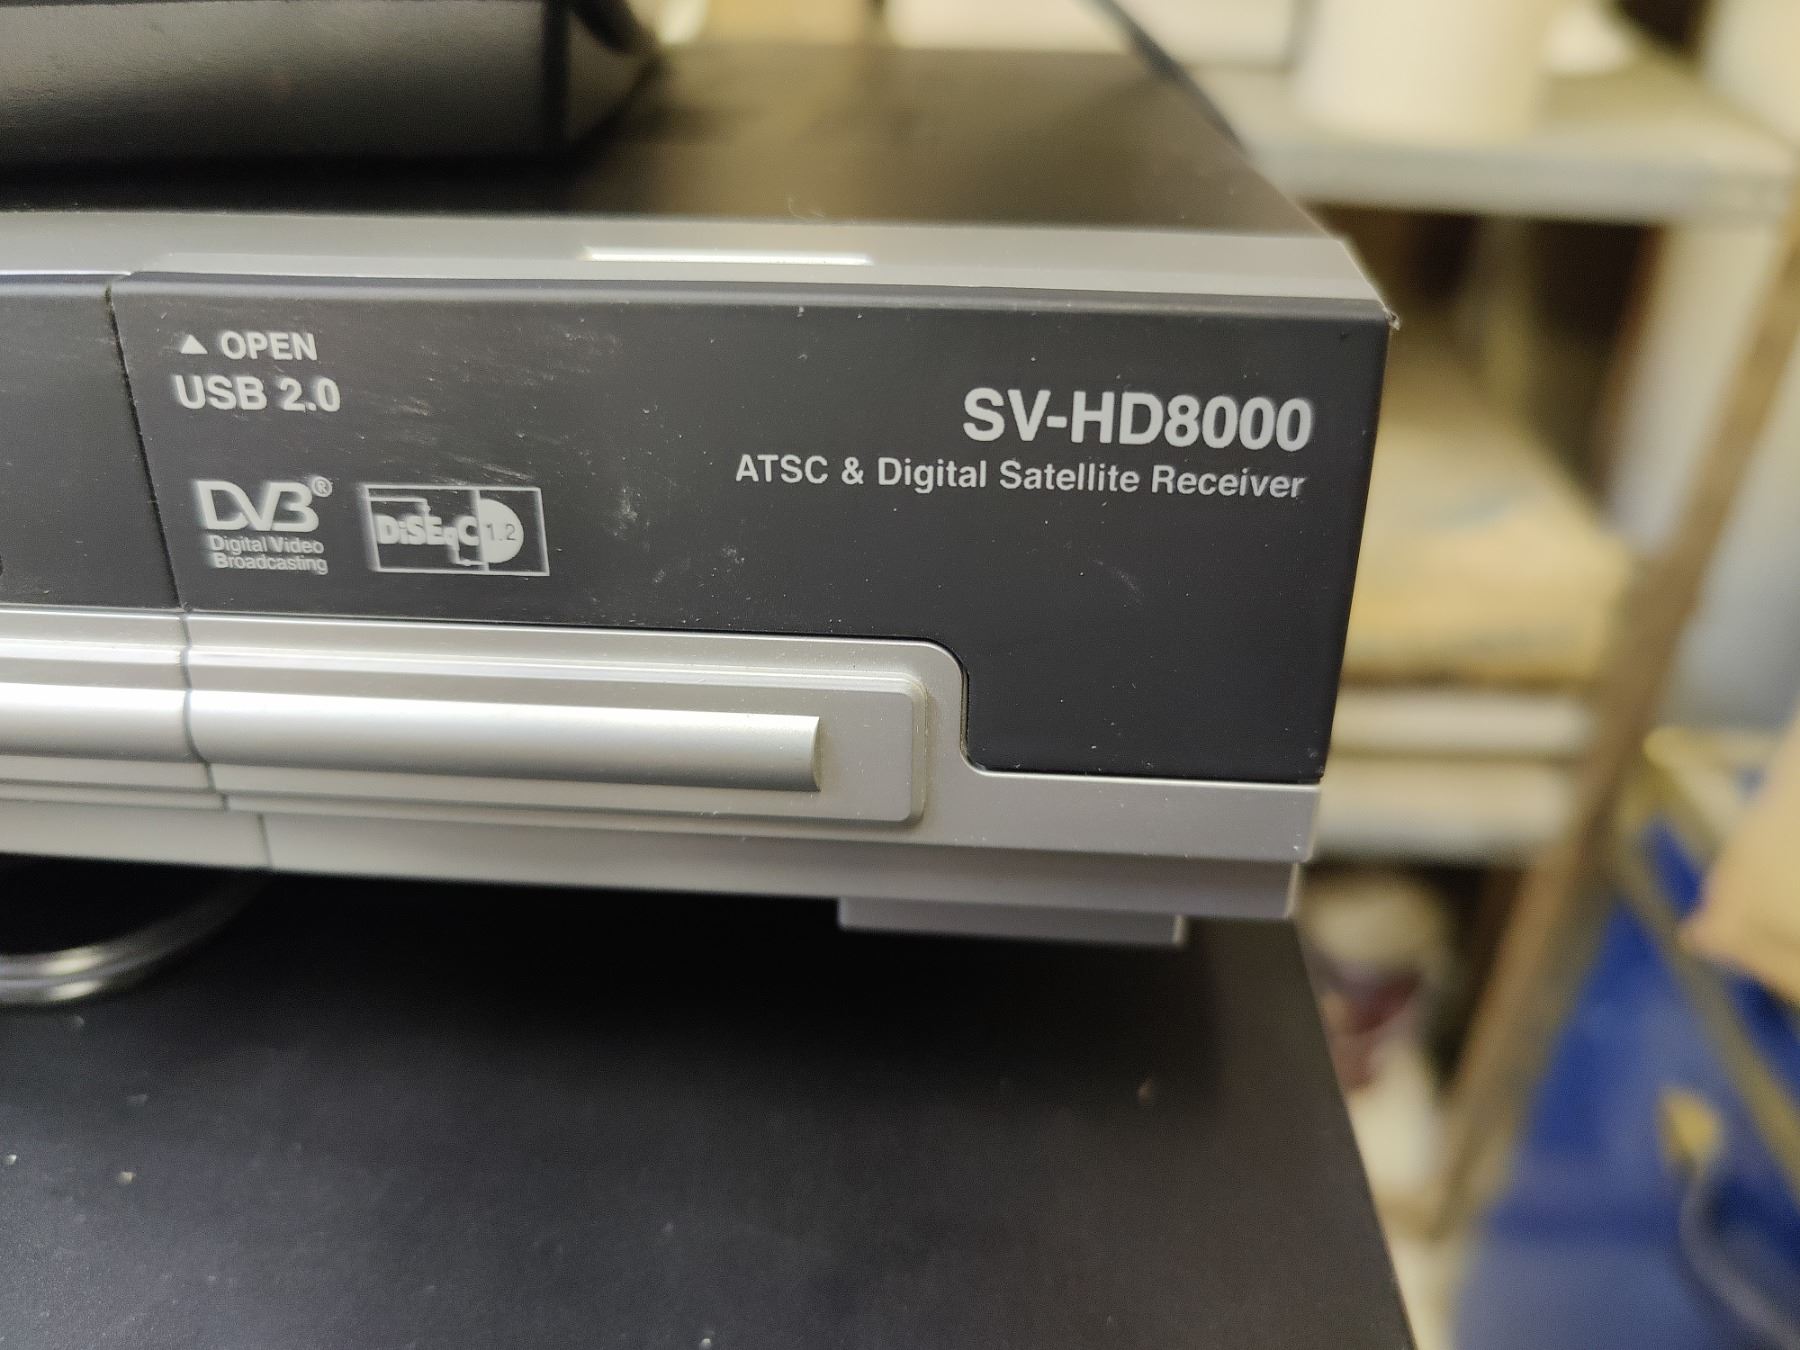 ▲ OPEN
USB 2.0
SV-HD8000
ATSC & Digital Satellite Receiver
DVB®
Digital Video
Broadcasting
DiSEqC 1.2